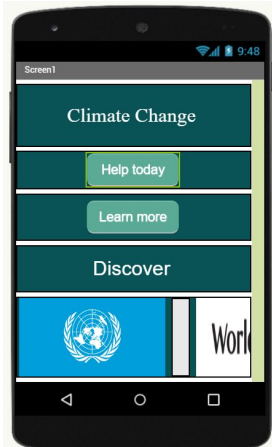 9:48
Screen1
Climate Change
Help today
Learn more
Discover
Worl